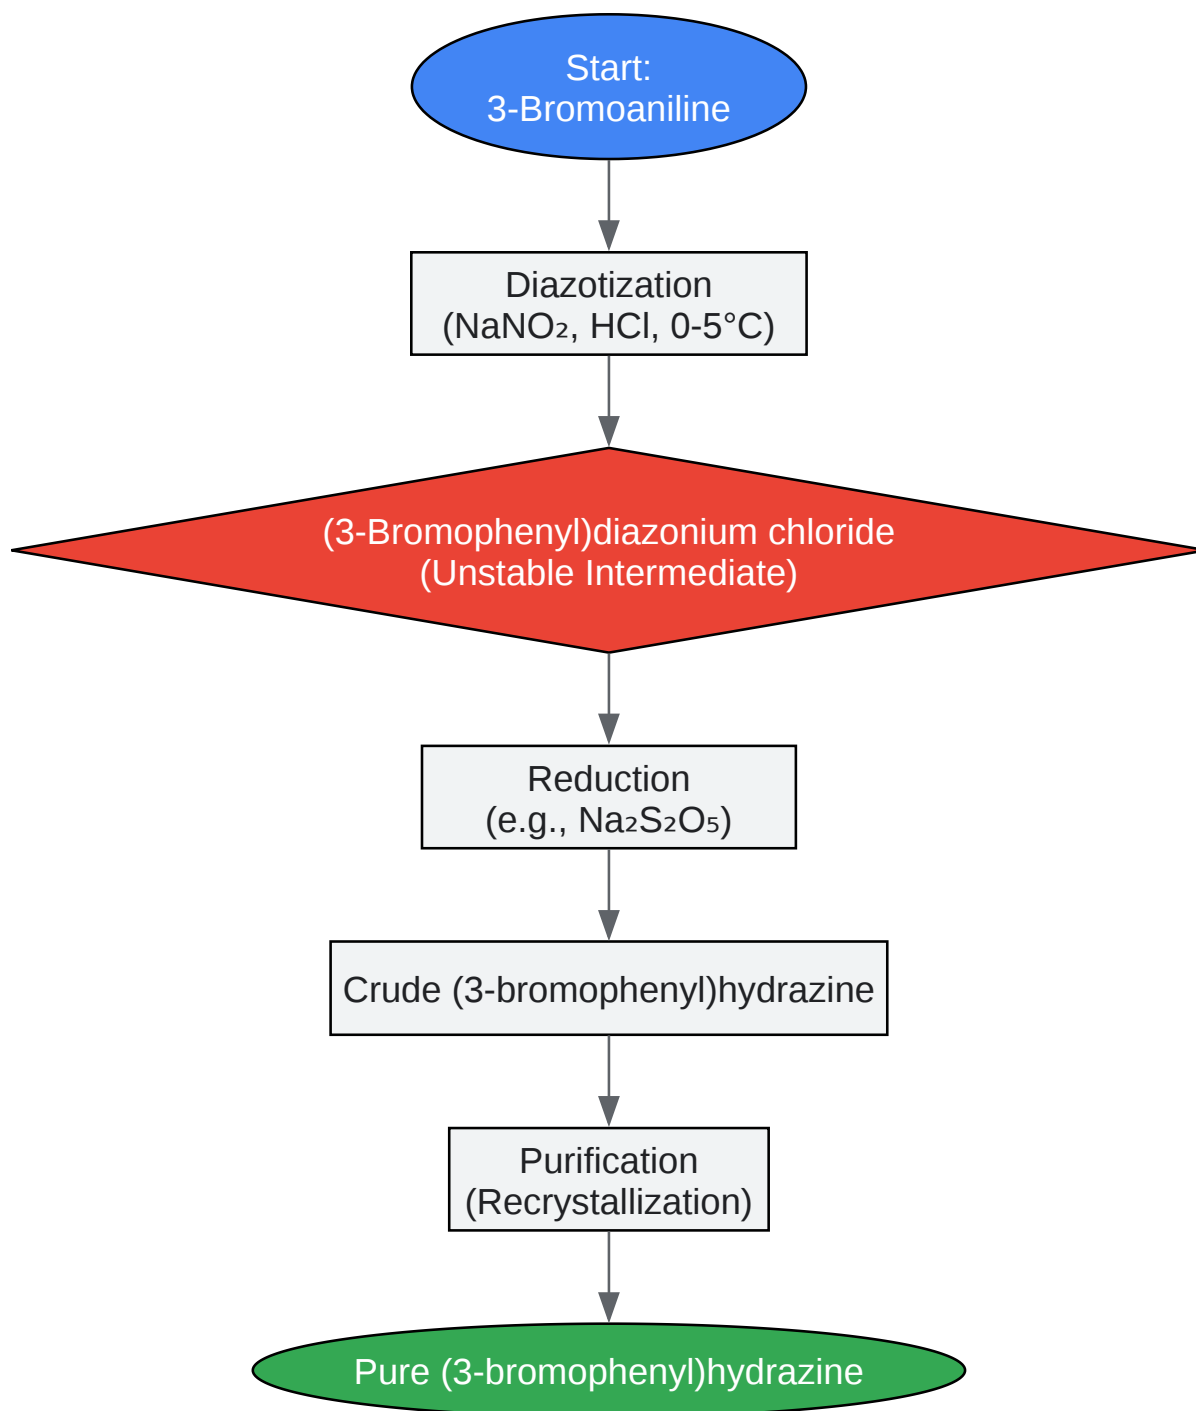 Start:
3-Bromoaniline
Diazotization
(NaNO₂, HCl, 0-5°C)
(3-Bromophenyl)diazonium chloride
(Unstable Intermediate)
Reduction
(e.g., Na₂S₂O₅)
Crude (3-bromophenyl)hydrazine
Purification
(Recrystallization)
Pure (3-bromophenyl)hydrazine